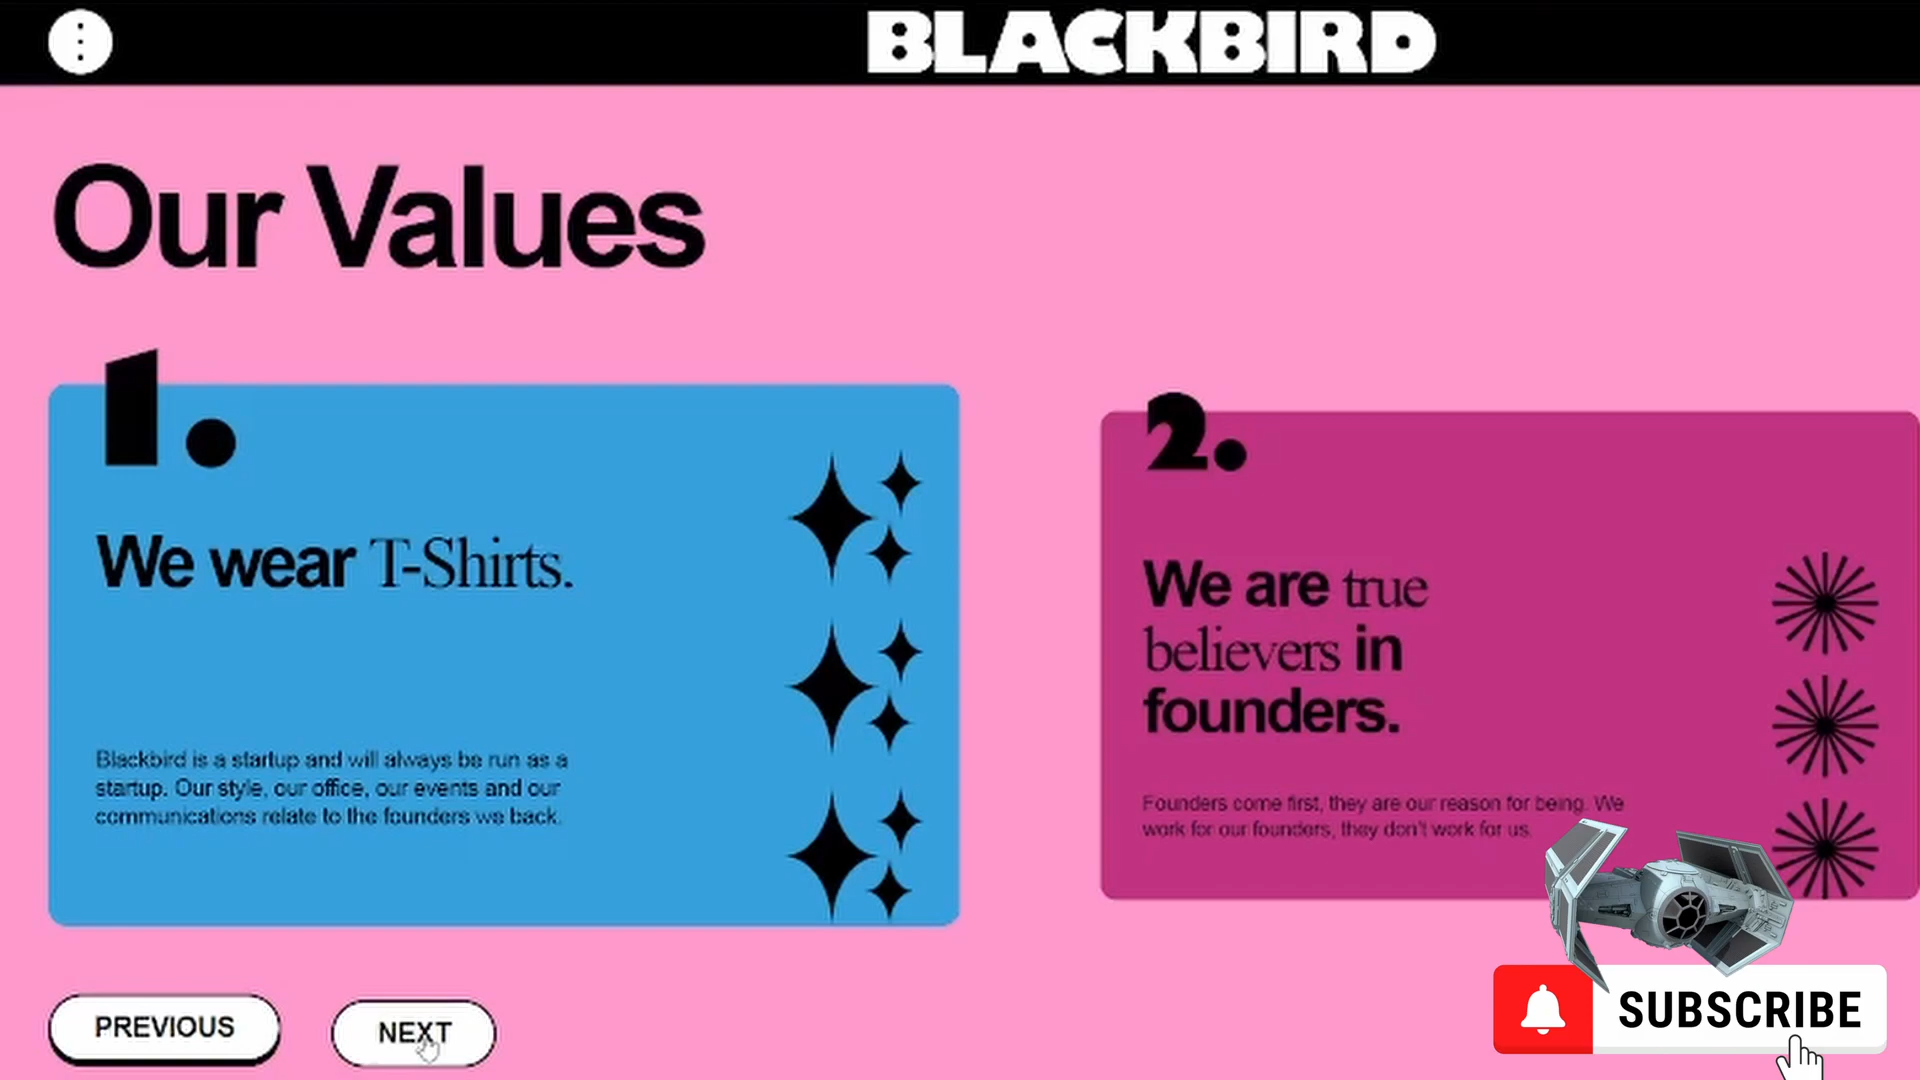 BLACKBIRD
Our Values
1.
We wear T-Shirts.
Blackbird is a startup and will always be run as a
startup. Our style, our office, our events and our
communications relate to the founders we back.
2.
We are true
believers in
founders.
Founders come first, they are our reason for being. We
work for our founders, they don't work for us.
PREVIOUS
NEXT
SUBSCRIBE